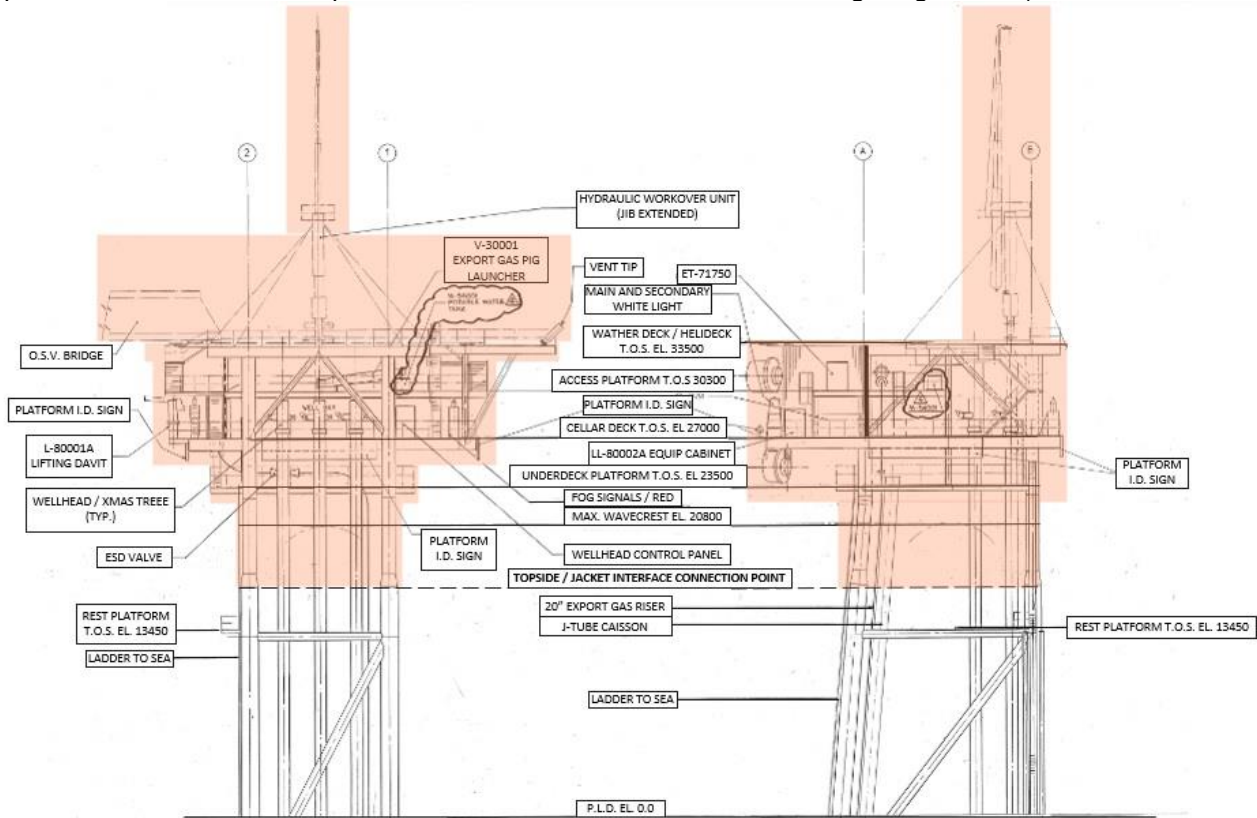 2
1
A
B
HYDRAULIC WORKOVER UNIT
(JIB EXTENDED)
V-30001
EXPORT GAS PIG
LAUNCHER
VENT TIP
ET-71750
MAIN AND SECONDARY
WHITE LIGHT
WATHER DECK / HELIDECK
T.O.S. EL. 33500
O.S.V. BRIDGE
ACCESS PLATFORM T.O.S 30300
PLATFORM I.D. SIGN
PLATFORM I.D. SIGN
CELLAR DECK T.O.S. EL 27000
L-80001A
LIFTING DAVIT
LL-80002A EQUIP CABINET
PLATFORM
I.D. SIGN
UNDERDECK PLATFORM T.O.S. EL 23500
WELLHEAD / XMAS TREEE
(TYP.)
FOG SIGNALS / RED
MAX. WAVECREST EL. 20800
PLATFORM
I.D. SIGN
ESD VALVE
WELLHEAD CONTROL PANEL
TOPSIDE / JACKET INTERFACE CONNECTION POINT
20" EXPORT GAS RISER
J-TUBE CAISSON
REST PLATFORM
T.O.S. EL. 13450
REST PLATFORM T.O.S. EL. 13450
LADDER TO SEA
LADDER TO SEA
P.L.D. EL. 0.0